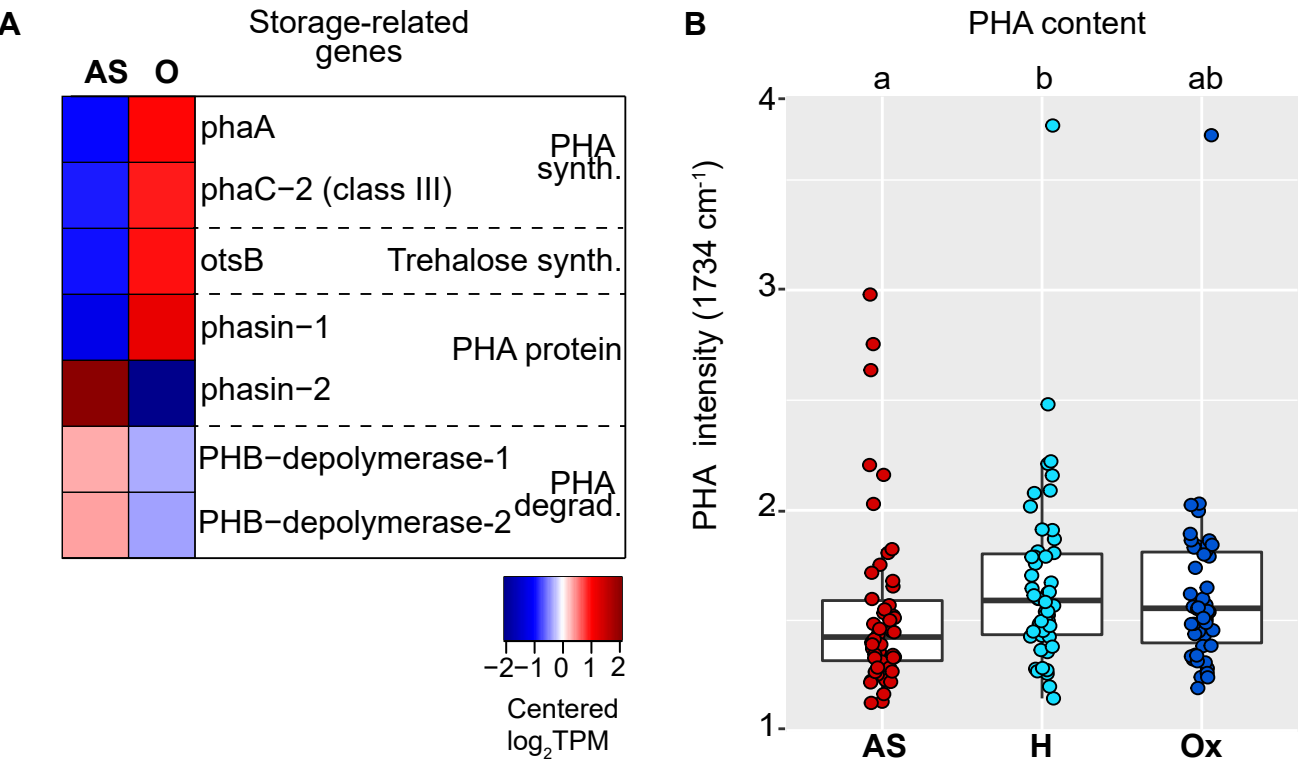 A
Storage-related
genes
AS O
phaA
PHA
synth.
phaC−2 (class III)
otsB
Trehalose synth.
phasin−1
PHA protein
phasin−2
PHB−depolymerase-1
PHA
degrad.
PHB−depolymerase-2
−2 −1 0 1 2
Centered
log2TPM
B
PHA content
a b ab
PHA intensity (1734 cm-1)
4
3
2
1
AS H Ox